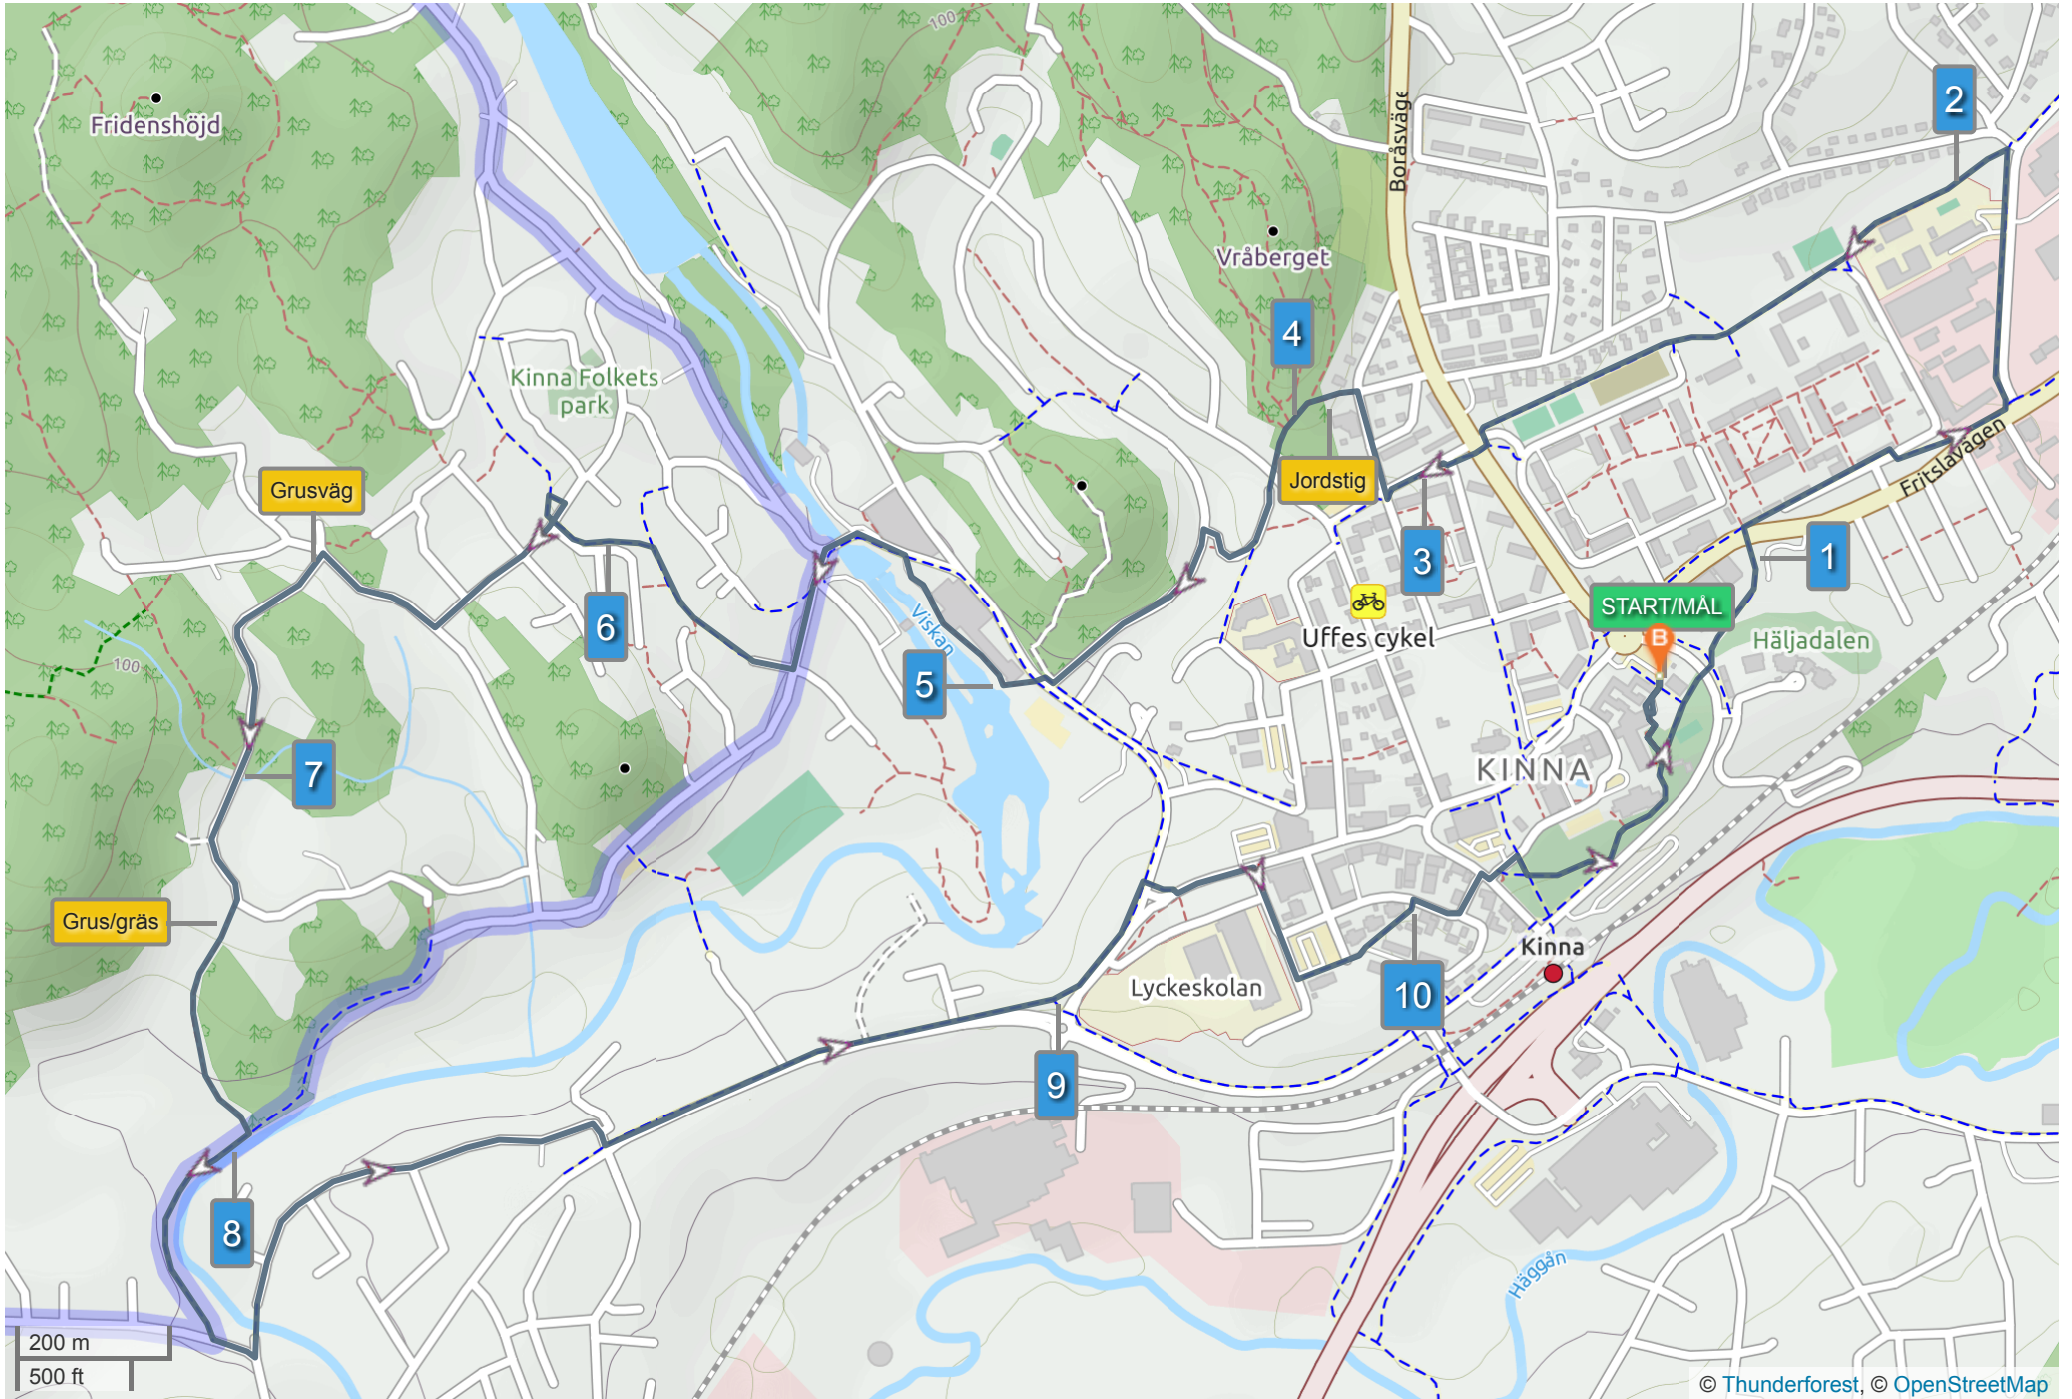 100
Fridenshöjd
Boråsväge
2
Vråberget
4
Kinna Folkets
park
Grusväg
Jordstig
Fritslavägen
3
1
START/MÅL
B
Uffes cykel
Häljadalen
Viskan
6
5
100
7
KINNA
Grus/gräs
Kinna
Lyckeskolan
10
9
8
Häggån
200 m
500 ft
© Thunderforest, © OpenStreetMap